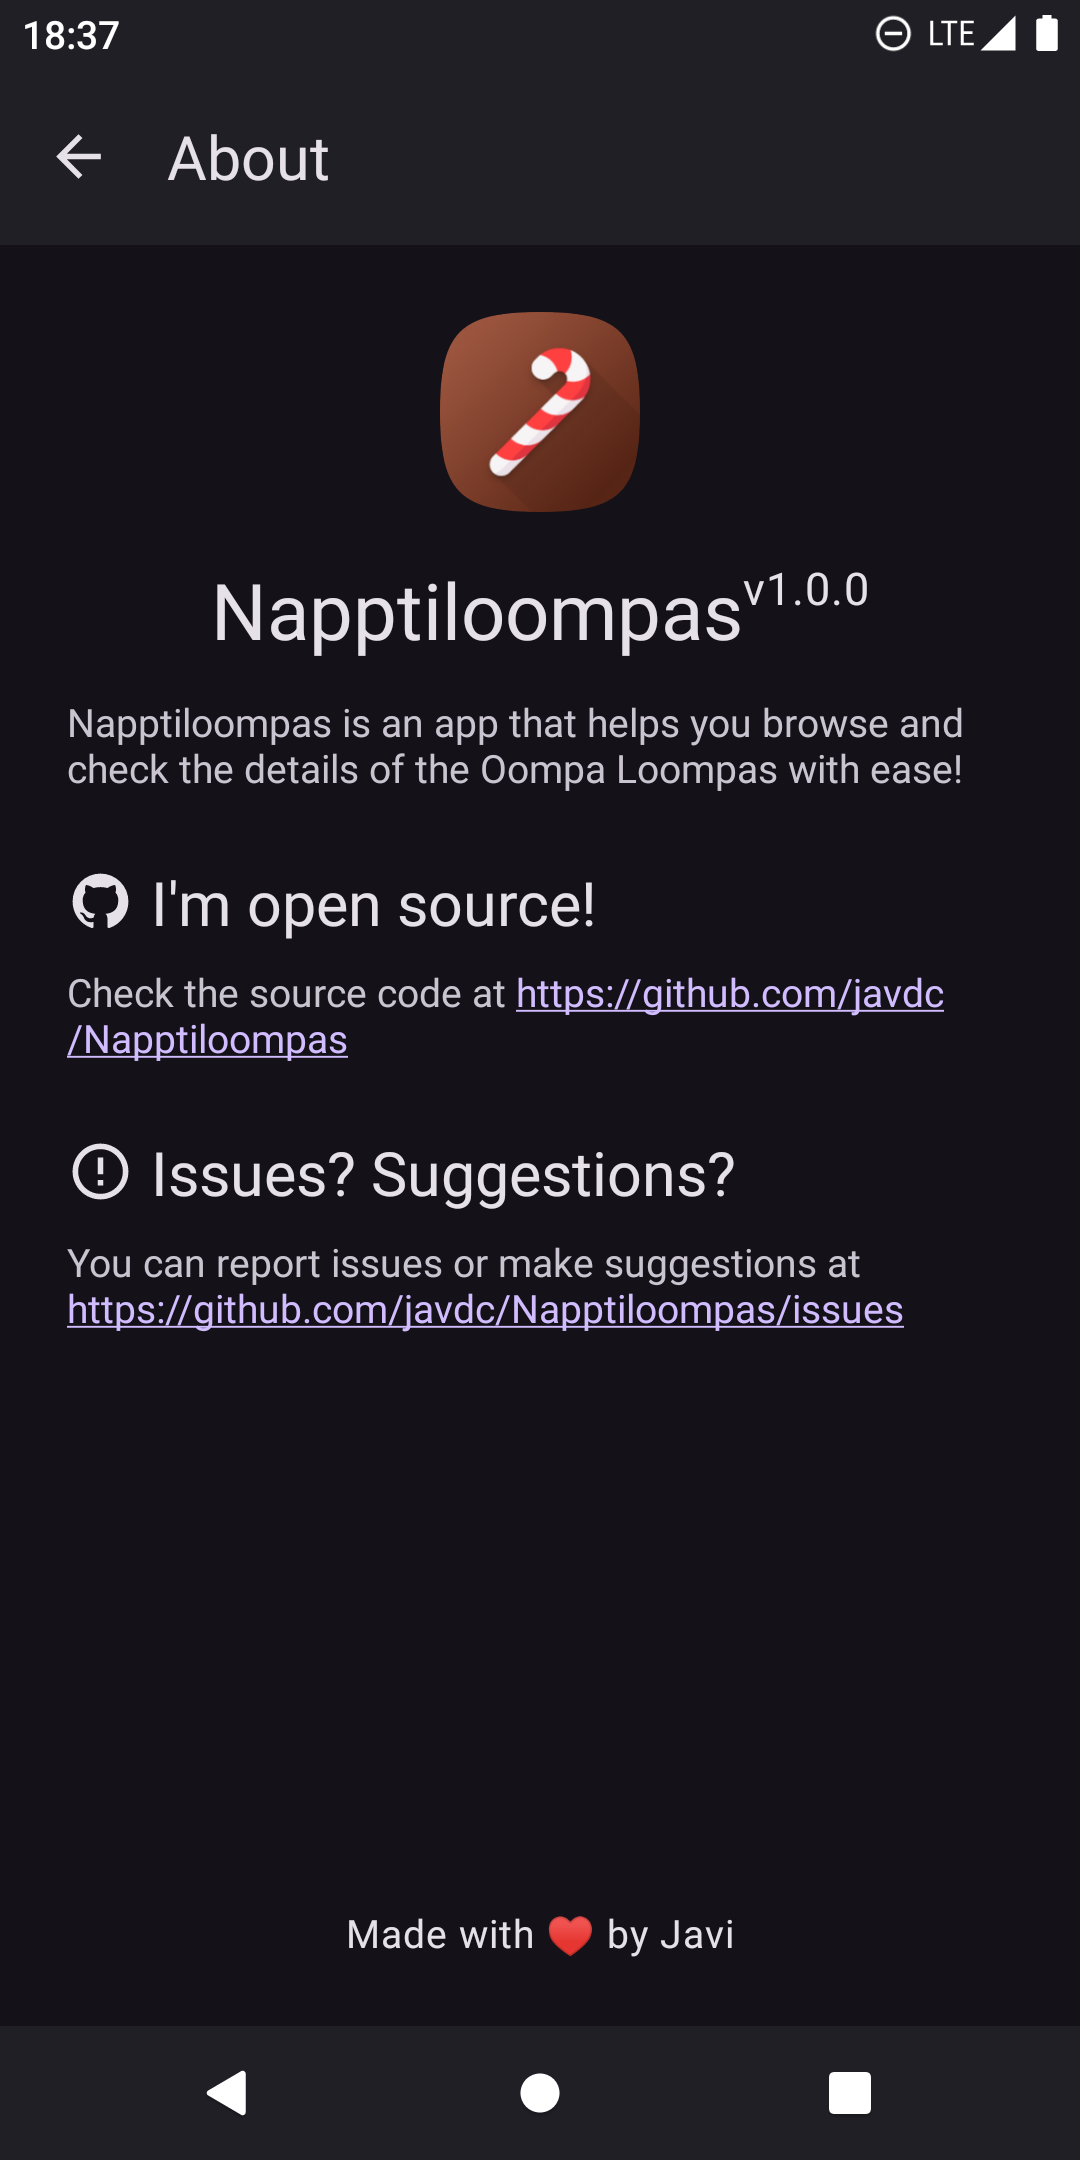 18:37 LTE
About
Napptiloompas v1.0.0
Napptiloompas is an app that helps you browse and
check the details of the Oompa Loompas with ease!
I'm open source!
Check the source code at https://github.com/javdc
/Napptiloompas
Issues? Suggestions?
You can report issues or make suggestions at
https://github.com/javdc/Napptiloompas/issues
Made with ❤️ by Javi